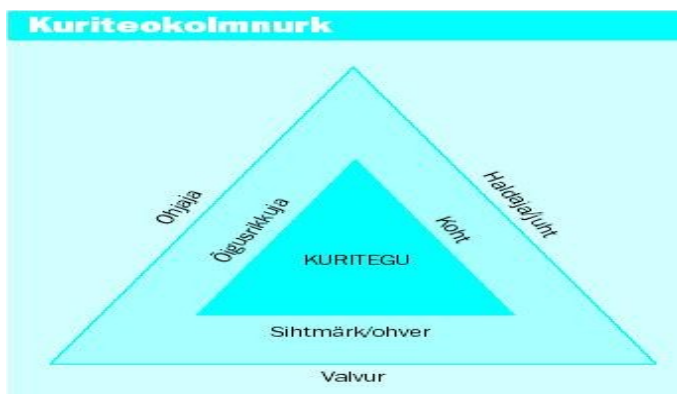 Kuriteokolmnurk
Ohjaja
Haldaja/juht
Õigusrikkuja
Koht
KURITEGU
Sihtmärk/ohver
Valvur